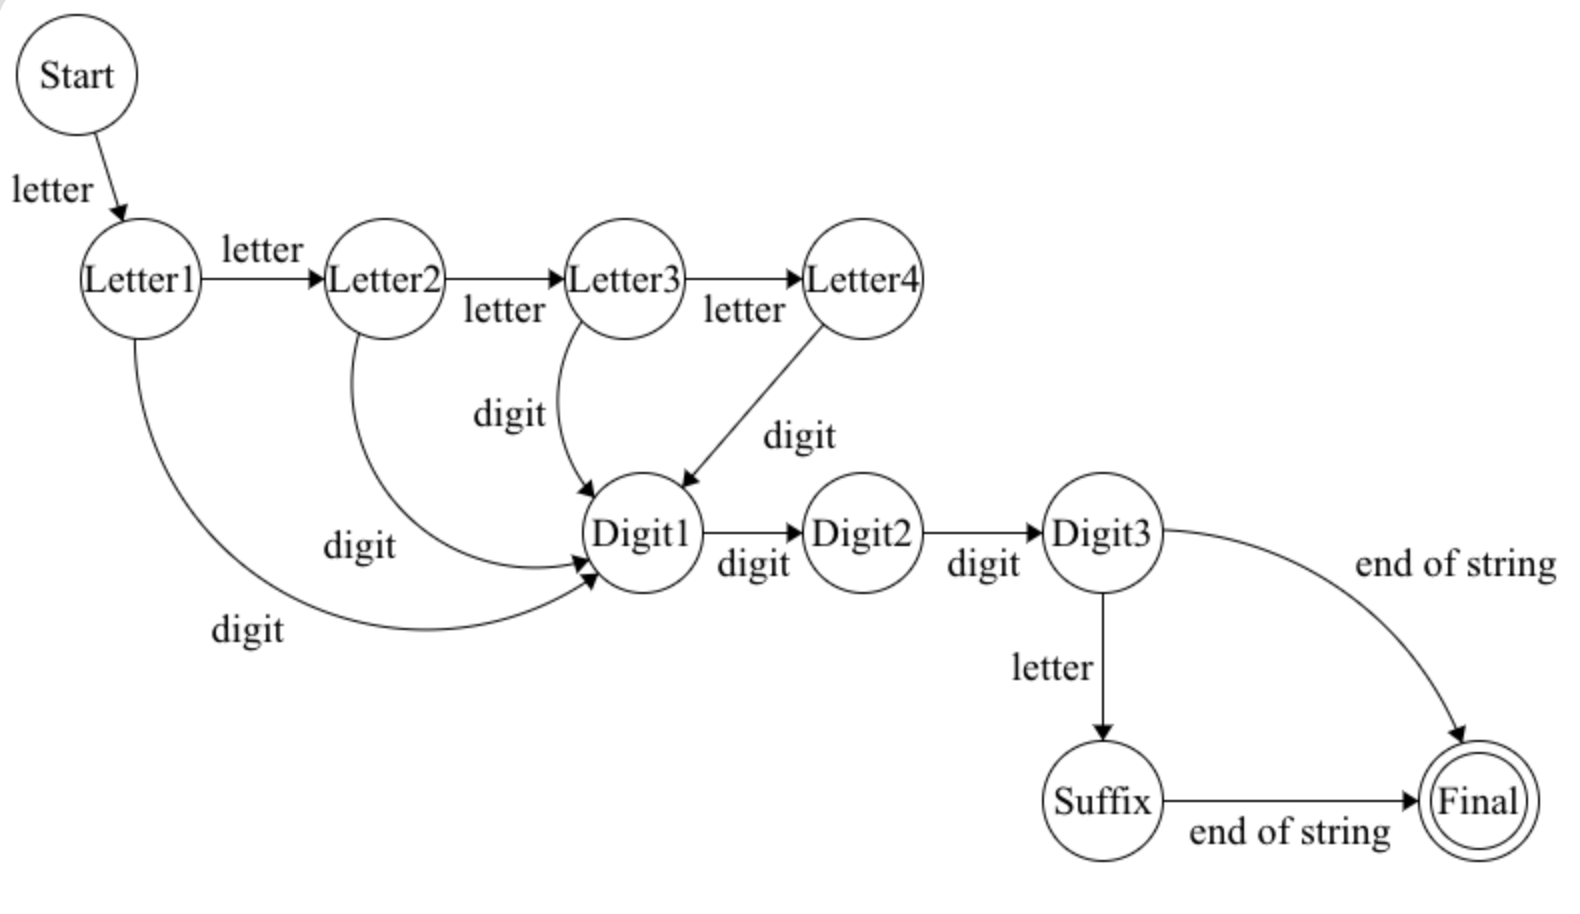 Start
letter
letter
Letter1
Letter2
Letter3
Letter4
letter
letter
digit
digit
digit
digit
Digit1
Digit2
Digit3
digit
digit
end of string
letter
Suffix
Final
end of string